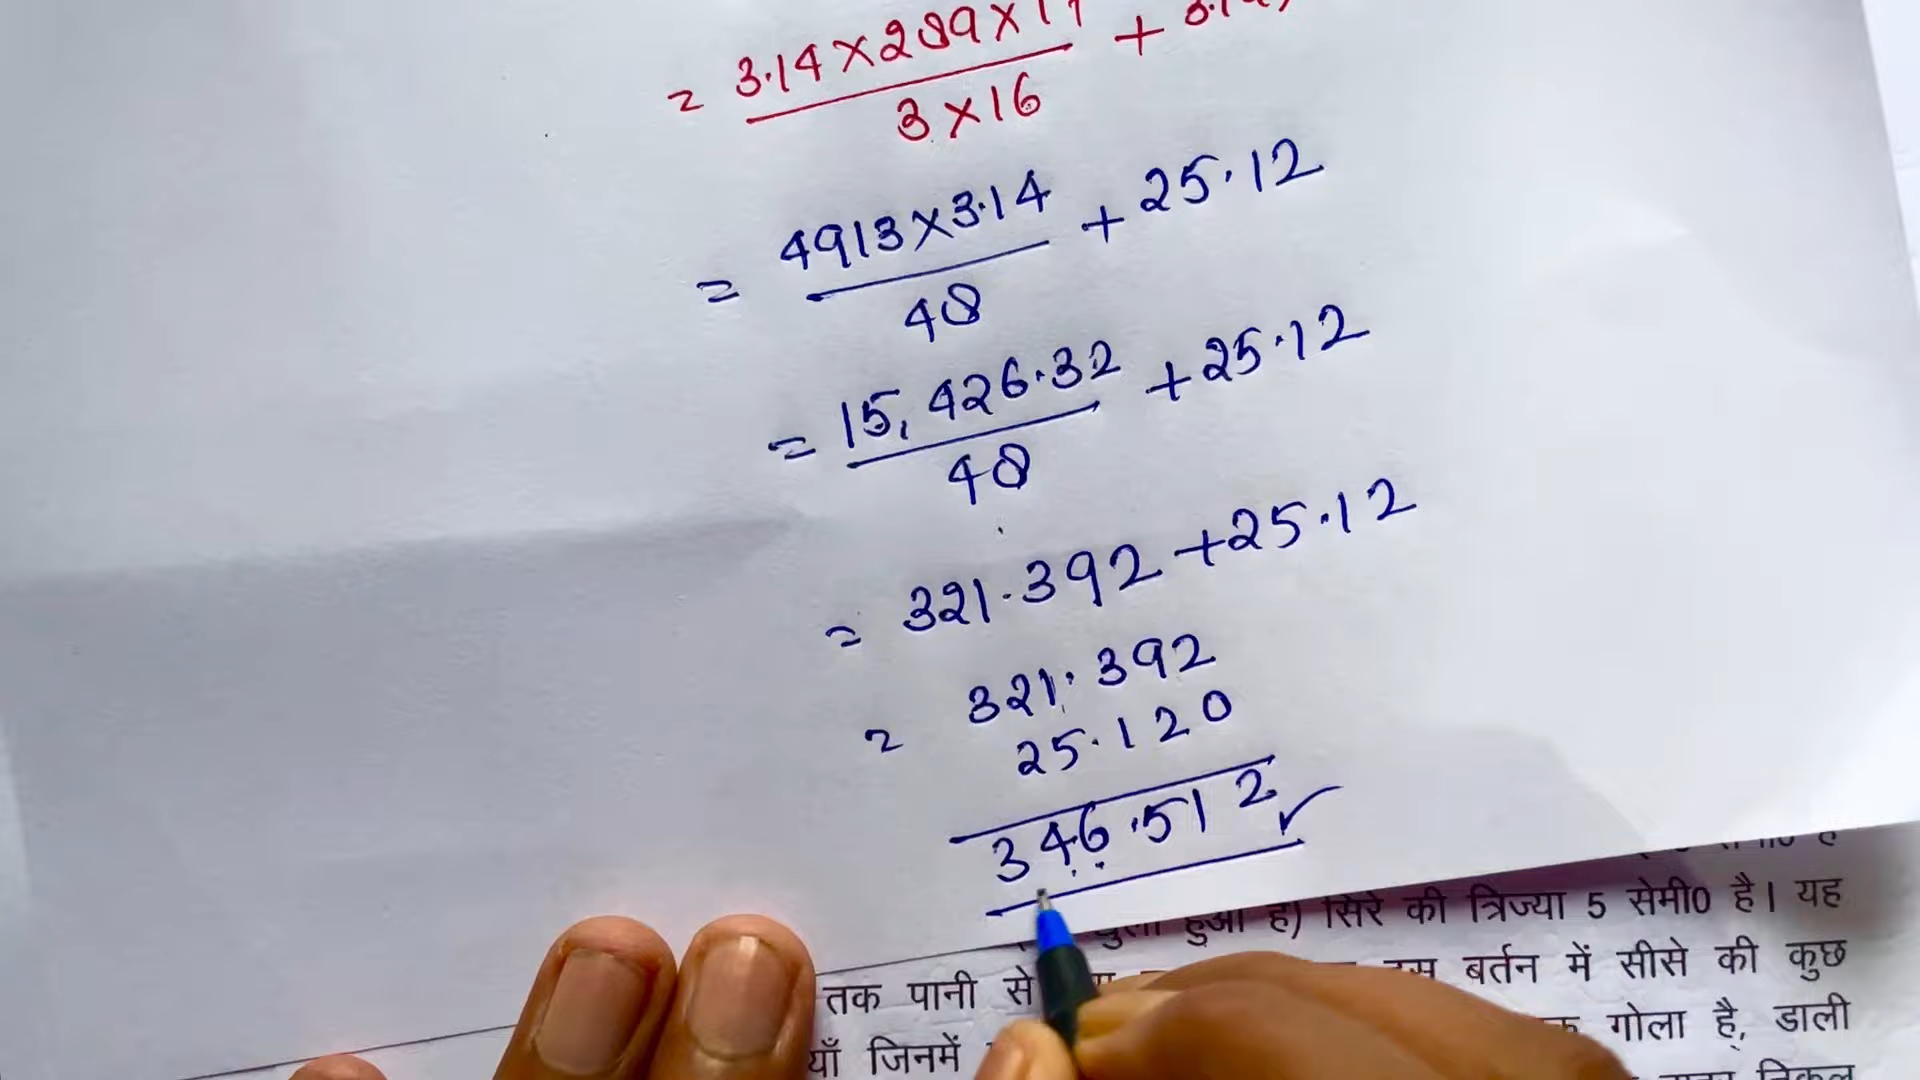 = 3.14×289×17 / 3×16 +
= 4913×3.14 / 48 + 25.12
= 15,426.32 / 48 + 25.12
= 321.392 + 25.12
= 321.392
25.120
346.512 ✓
हुआ है) सिरे की त्रिज्या 5 सेमी0 है। यह
तक पानी से बर्तन में सीसे की कुछ
जिनमें गोला है, डाली